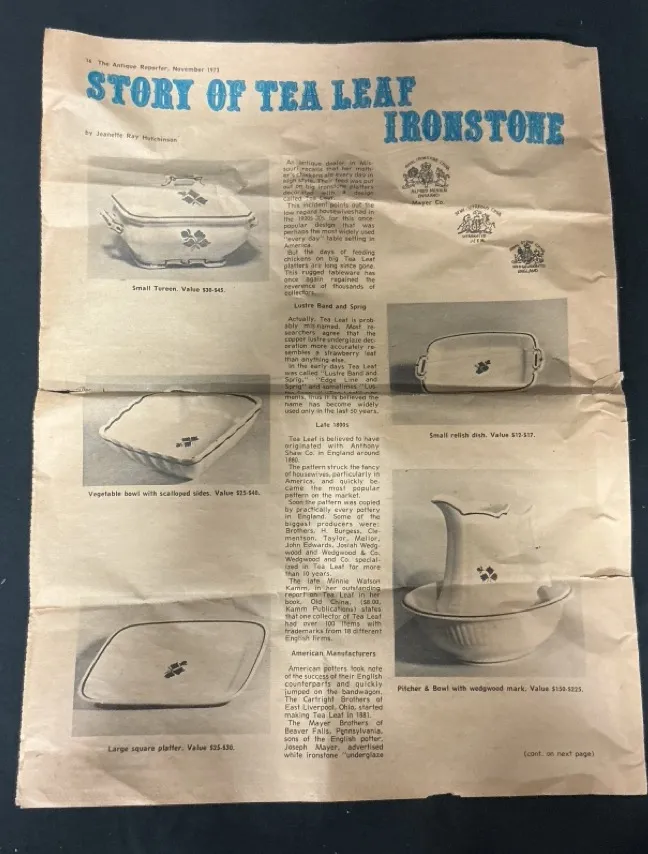 16 The Antique Reporter, November 1973
STORY OF TEA LEAF
IRONSTONE
by Jeanette Ray Hutchinson
Small Tureen. Value $30-$45.
Vegetable bowl with scalloped sides. Value $25-$40.
Large square platter. Value $25-$30.
An antique dealer in Mis-
souri recalls that her moth-
er's chickens ate every day in
high style. Their feed was put
out on big ironstone platters
decorated with a design
called Tea Leaf.
This incident points out the
low regard housewives had in
the 1920s-30s for this once
popular design that was
perhaps the most widely used
"every day" table setting in
America.
But the days of feeding
chickens on big Tea Leaf
platters are long since gone.
This rugged tableware has
once again regained the
reverence of thousands of
collectors.
Lustre Band and Sprig
Actually, Tea Leaf is prob-
ably mis-named. Most re-
searchers agree that the
copper lustre underglaze dec-
oration more accurately re-
sembles a strawberry leaf
than anything else.
In the early days Tea Leaf
was called "Lustre Band and
Sprig," "Edge Line and
Sprig" and sometimes "Lus-
ments, thus it is believed the
name has become widely
used only in the last 50 years.
Late 1800s
Tea Leaf is believed to have
originated with Anthony
Shaw Co. in England around
1880.
The pattern struck the fancy
of housewives, particularly in
America, and quickly be-
came the most popular
pattern on the market.
Soon the pattern was copied
by practically every pottery
in England. Some of the
biggest producers were:
Brothers, H. Burgess, Cle-
mentson, Taylor, Mellor,
John Edwards, Josiah Wedg-
wood and Wedgwood & Co.
Wedgwood and Co. special-
ized in Tea Leaf for more
than 10 years.
The late Minnie Watson
Kamm, in her outstanding
report on Tea Leaf in her
book, Old China, ($8.00,
Kamm Publications) states
that one collector of Tea Leaf
had over 100 items with
trademarks from 18 different
English firms.
American Manufacturers
American potters took note
of the success of their English
counterparts and quickly
jumped on the bandwagon.
The Cartright Brothers of
East Liverpool, Ohio, started
making Tea Leaf in 1881.
The Mayer Brothers of
Beaver Falls, Pennsylvania,
sons of the English potter,
Joseph Mayer, advertised
white ironstone "underglaze
Meyer Co.
ENGLAND
Small relish dish. Value $12-$17.
Pitcher & Bowl with wedgwood mark. Value $150-$225.
(cont. on next page)